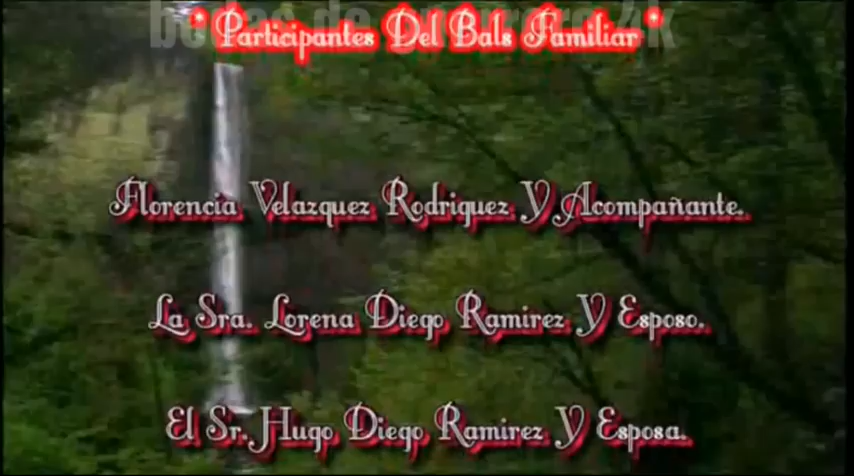 * Participantes Del Bals Familiar *
Florencia Velazquez Rodriguez Y Acompañante.
La Sra. Lorena Diego Ramirez Y Esposo.
El Sr. Hugo Diego Ramirez Y Esposa.